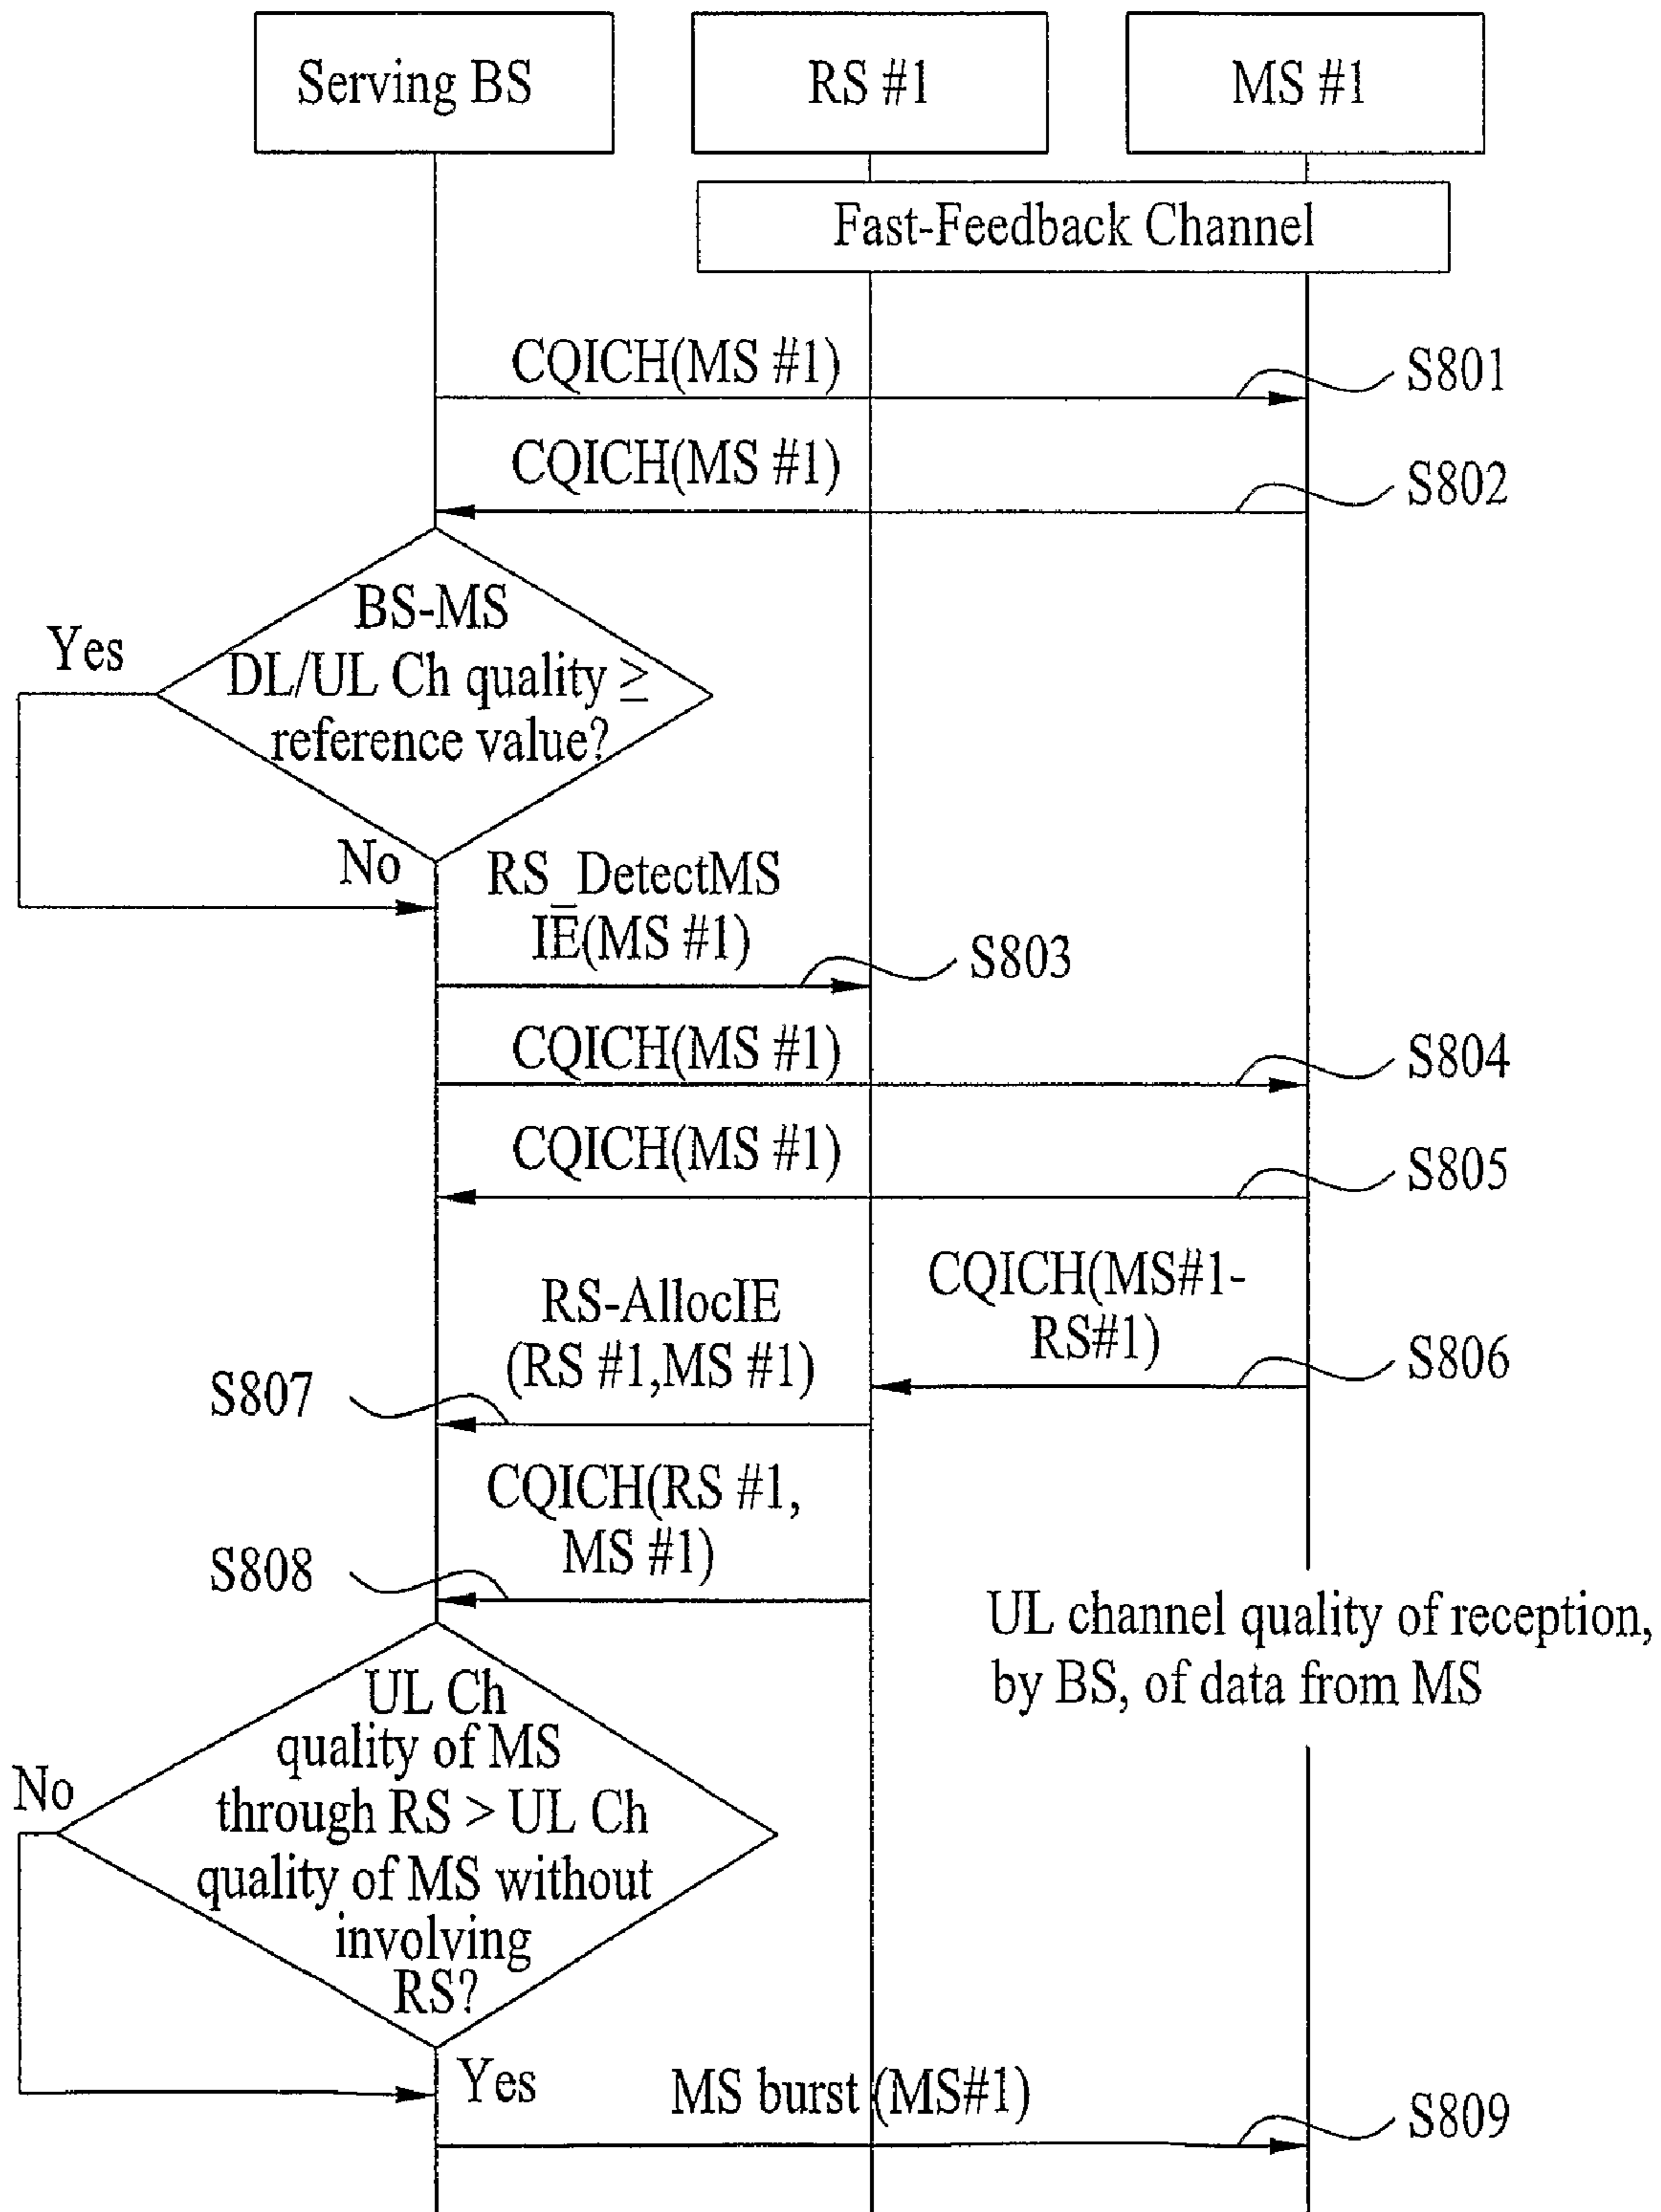 Serving BS
RS #1
MS #1
Fast-Feedback Channel
CQICH(MS #1)
S801
CQICH(MS #1)
S802
BS-MS
DL/UL Ch quality ≥
reference value?
Yes
No
RS_DetectMS
IE(MS #1)
S803
CQICH(MS #1)
S804
CQICH(MS #1)
S805
CQICH(MS#1-
RS#1)
S806
RS-AllocIE
(RS #1,MS #1)
S807
CQICH(RS #1,
MS #1)
S808
UL channel quality of reception,
by BS, of data from MS
UL Ch
quality of MS
through RS > UL Ch
quality of MS without
involving
RS?
No
Yes
MS burst (MS#1)
S809